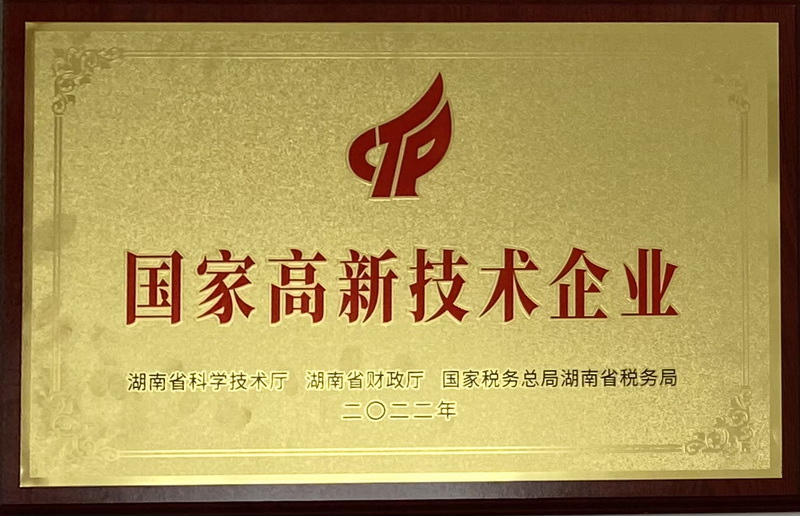 CTP
国家高新技术企业
湖南省科学技术厅 湖南省财政厅 国家税务总局湖南省税务局
二〇二二年